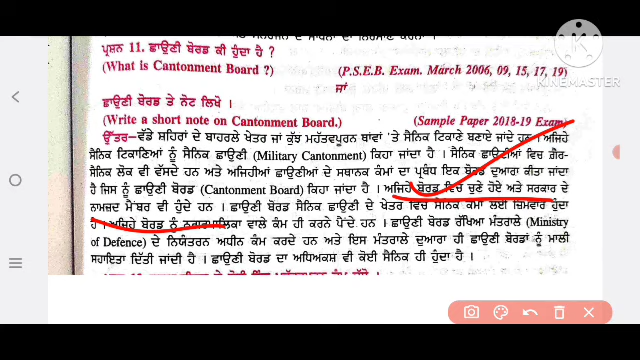 ਪ੍ਰਸ਼ਨ 11. ਛਾਉਣੀ ਬੋਰਡ ਕੀ ਹੁੰਦਾ ਹੈ ?
(What is Cantonment Board ?) (P.S.E.B. Exam. March 2006, 09, 15, 17, 19)
ਜਾਂ
ਛਾਉਣੀ ਬੋਰਡ ਤੇ ਨੋਟ ਲਿਖੋ ।
(Write a short note on Cantonment Board.) (Sample Paper 2018-19 Exam)
ਉੱਤਰ—ਵੱਡੇ ਸ਼ਹਿਰਾਂ ਦੇ ਬਾਹਰਲੇ ਖੇਤਰ ਜਾਂ ਕੁੱਝ ਮਹੱਤਵਪੂਰਨ ਥਾਂਵਾਂ 'ਤੇ ਸੈਨਿਕ ਟਿਕਾਣੇ ਬਣਾਏ ਜਾਂਦੇ ਹਨ । ਅਜਿਹੇ
ਸੈਨਿਕ ਟਿਕਾਣਿਆਂ ਨੂੰ ਸੈਨਿਕ ਛਾਉਣੀ (Military Cantonment) ਕਿਹਾ ਜਾਂਦਾ ਹੈ । ਸੈਨਿਕ ਛਾਉਣੀਆਂ ਵਿਚ ਗ਼ੈਰ-
ਸੈਨਿਕ ਲੋਕ ਵੀ ਵੱਸਦੇ ਹਨ ਅਤੇ ਅਜਿਹੀਆਂ ਛਾਉਣੀਆਂ ਦੇ ਸਥਾਨਕ ਕੰਮਾਂ ਦਾ ਪ੍ਰਬੰਧ ਇਕ ਬੋਰਡ ਦੁਆਰਾ ਕੀਤਾ ਜਾਂਦਾ
ਹੈ ਜਿਸ ਨੂੰ ਛਾਉਣੀ ਬੋਰਡ (Cantonment Board) ਕਿਹਾ ਜਾਂਦਾ ਹੈ । ਅਜਿਹੇ ਬੋਰਡ ਵਿਚ ਚੁਣੇ ਹੋਏ ਅਤੇ ਸਰਕਾਰ ਦੇ
ਨਾਮਜ਼ਦ ਮੈਂਬਰ ਵੀ ਹੁੰਦੇ ਹਨ । ਛਾਉਣੀ ਬੋਰਡ ਸੈਨਿਕ ਛਾਉਣੀ ਦੇ ਖੇਤਰ ਵਿਚ ਸੈਨਿਕ ਕੰਮਾਂ ਲਈ ਜ਼ਿੰਮੇਵਾਰ ਹੁੰਦਾ
ਹੈ । ਅਜਿਹੇ ਬੋਰਡ ਨੂੰ ਨਗਰਪਾਲਿਕਾ ਵਾਲੇ ਕੰਮ ਹੀ ਕਰਨੇ ਪੈਂਦੇ ਹਨ । ਛਾਉਣੀ ਬੋਰਡ ਰੱਖਿਆ ਮੰਤਰਾਲੇ (Ministry
of Defence) ਦੇ ਨਿਯੰਤਰਨ ਅਧੀਨ ਕੰਮ ਕਰਦੇ ਹਨ ਅਤੇ ਇਸ ਮੰਤਰਾਲੇ ਦੁਆਰਾ ਹੀ ਛਾਉਣੀ ਬੋਰਡਾਂ ਨੂੰ ਮਾਲੀ
ਸਹਾਇਤਾ ਦਿੱਤੀ ਜਾਂਦੀ ਹੈ । ਛਾਉਣੀ ਬੋਰਡ ਦਾ ਅਧਿਅਕਸ਼ ਵੀ ਕੋਈ ਸੈਨਿਕ ਹੀ ਹੁੰਦਾ ਹੈ ।
KINEMASTER